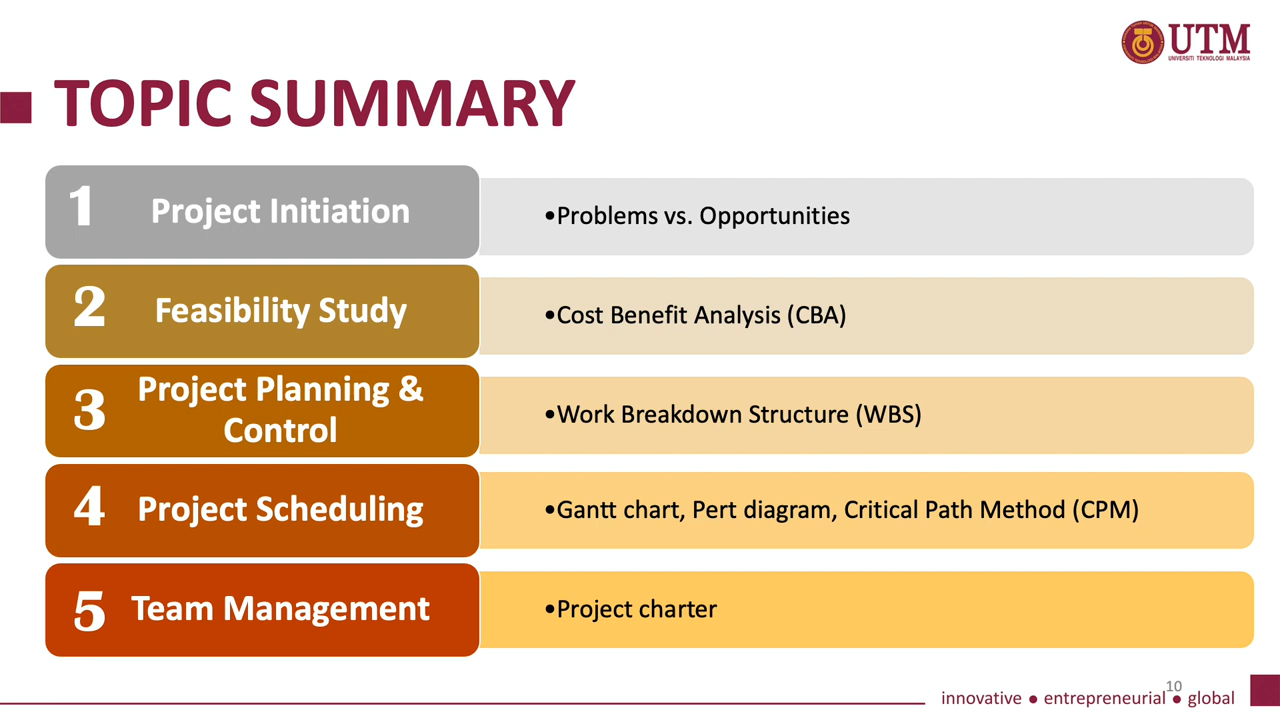 UTM
UNIVERSITI TEKNOLOGI MALAYSIA
TOPIC SUMMARY
1 Project Initiation
•Problems vs. Opportunities
2 Feasibility Study
•Cost Benefit Analysis (CBA)
3 Project Planning &
Control
•Work Breakdown Structure (WBS)
4 Project Scheduling
•Gantt chart, Pert diagram, Critical Path Method (CPM)
5 Team Management
•Project charter
10
innovative ● entrepreneurial ● global